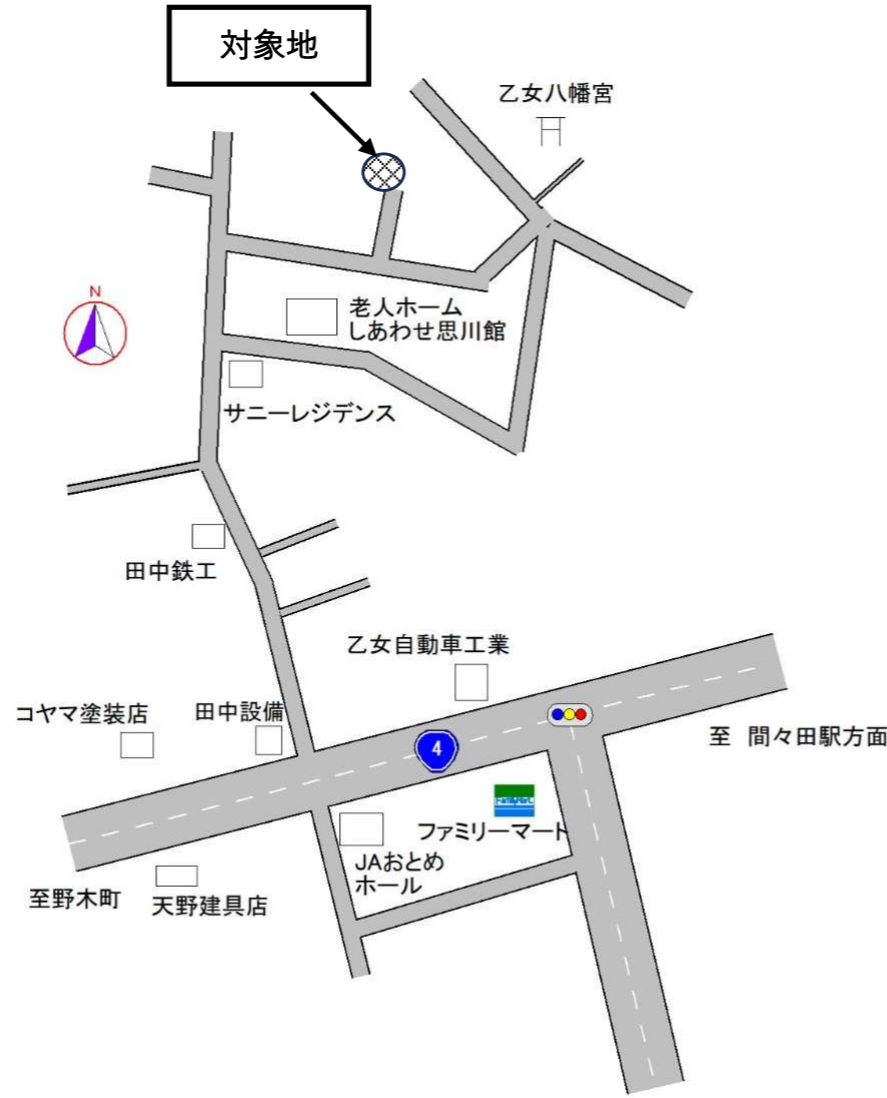 対象地
乙女八幡宮
N
老人ホーム
しあわせ思川館
サニーレジデンス
田中鉄工
乙女自動車工業
コヤマ塗装店
田中設備
至 間々田駅方面
4
FamilyMart
ファミリーマート
JAおとめ
ホール
至野木町
天野建具店